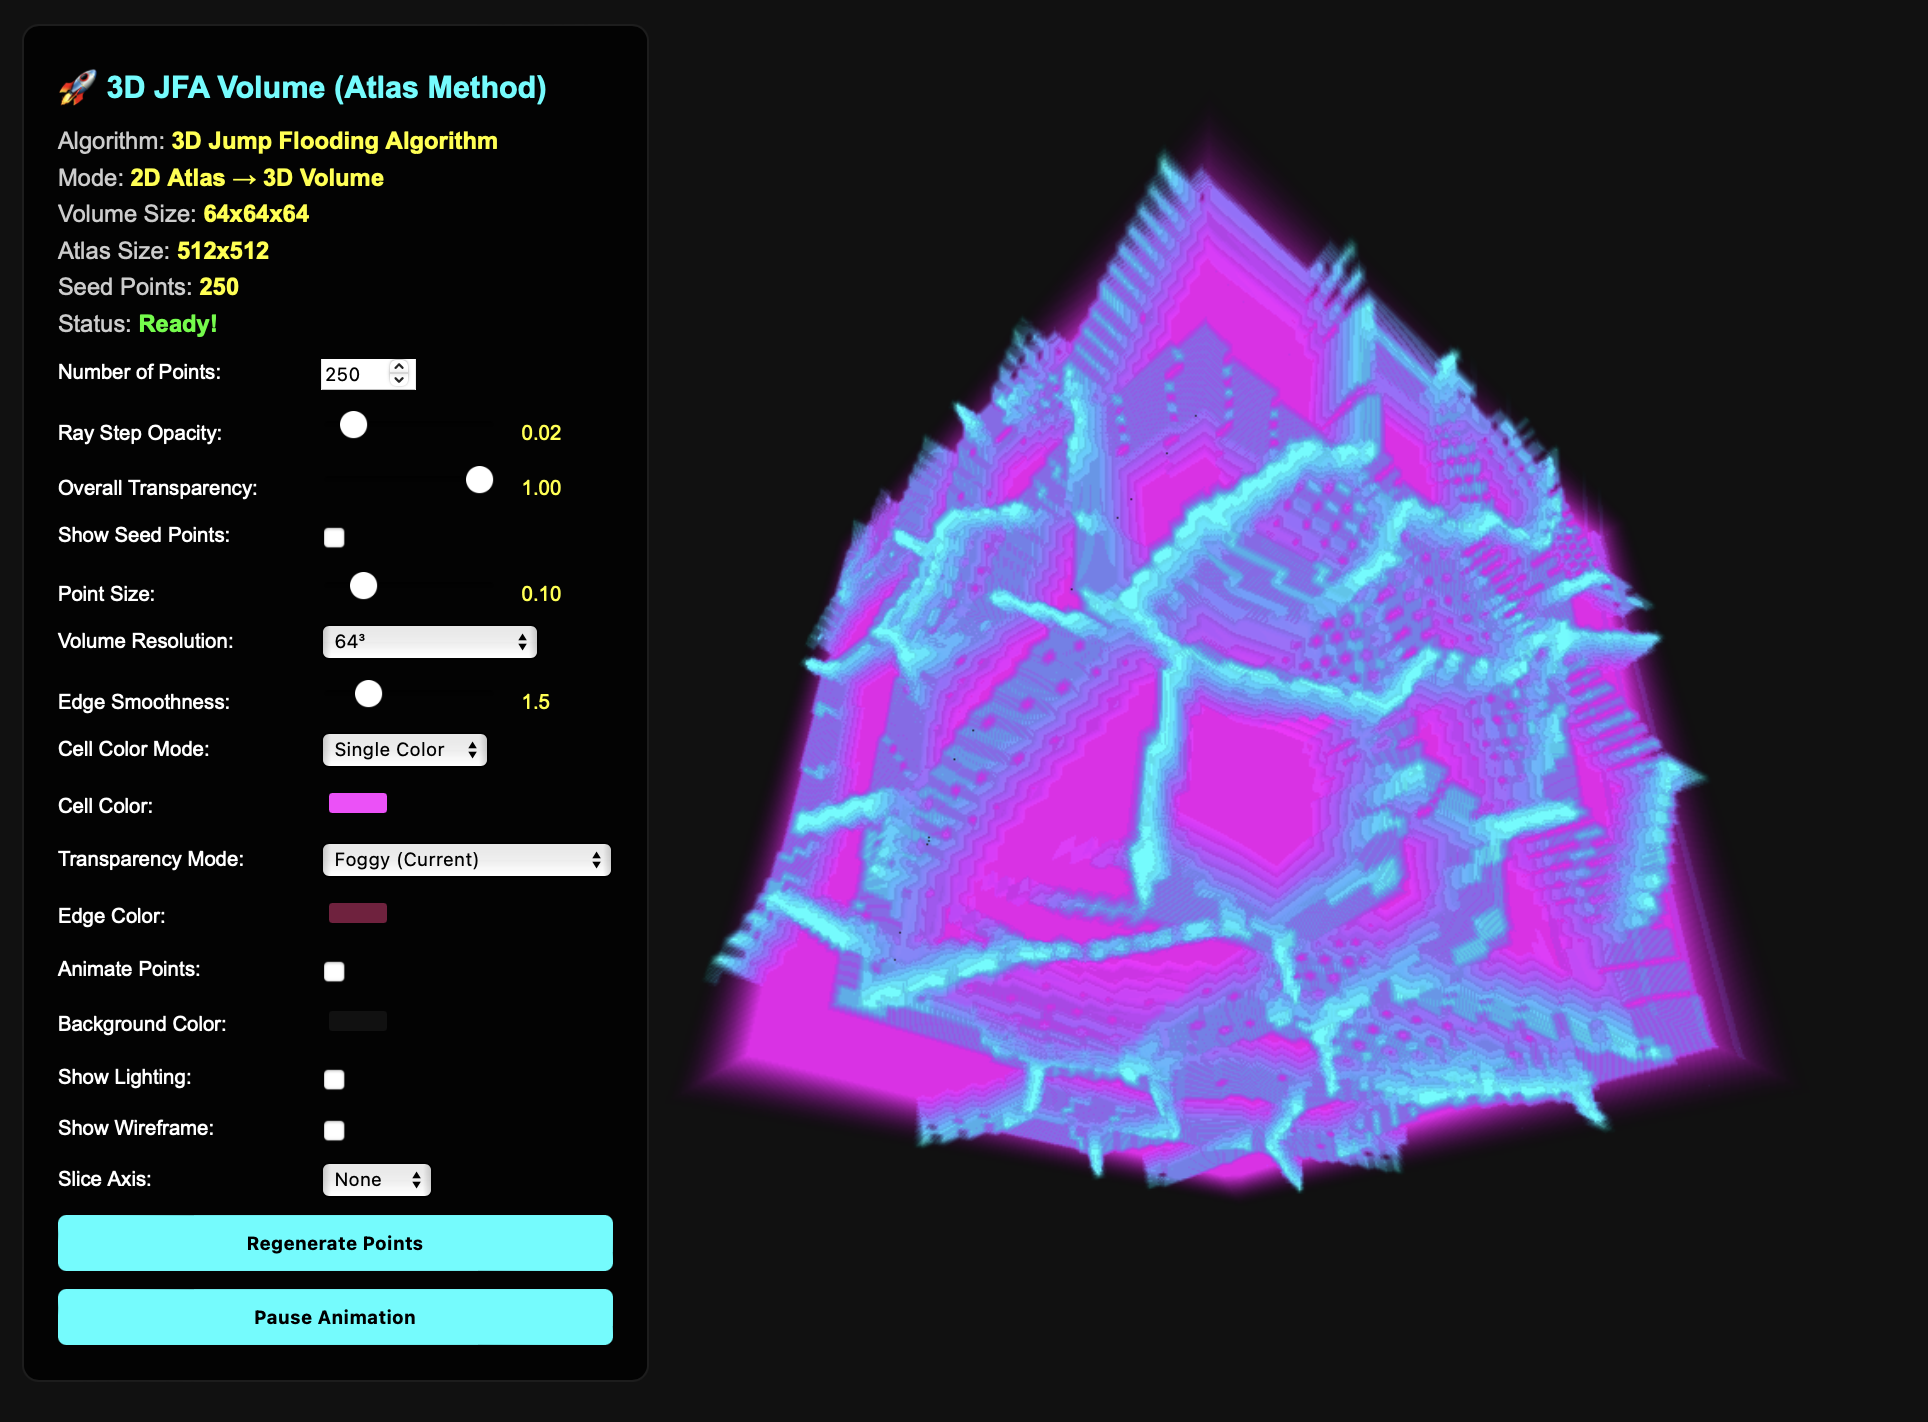 🚀 3D JFA Volume (Atlas Method)
Algorithm: 3D Jump Flooding Algorithm
Mode: 2D Atlas → 3D Volume
Volume Size: 64x64x64
Atlas Size: 512x512
Seed Points: 250
Status: Ready!
Number of Points: 250
Ray Step Opacity: 0.02
Overall Transparency: 1.00
Show Seed Points:
Point Size: 0.10
Volume Resolution: 64³
Edge Smoothness: 1.5
Cell Color Mode: Single Color
Cell Color:
Transparency Mode: Foggy (Current)
Edge Color:
Animate Points:
Background Color:
Show Lighting:
Show Wireframe:
Slice Axis: None
Regenerate Points
Pause Animation